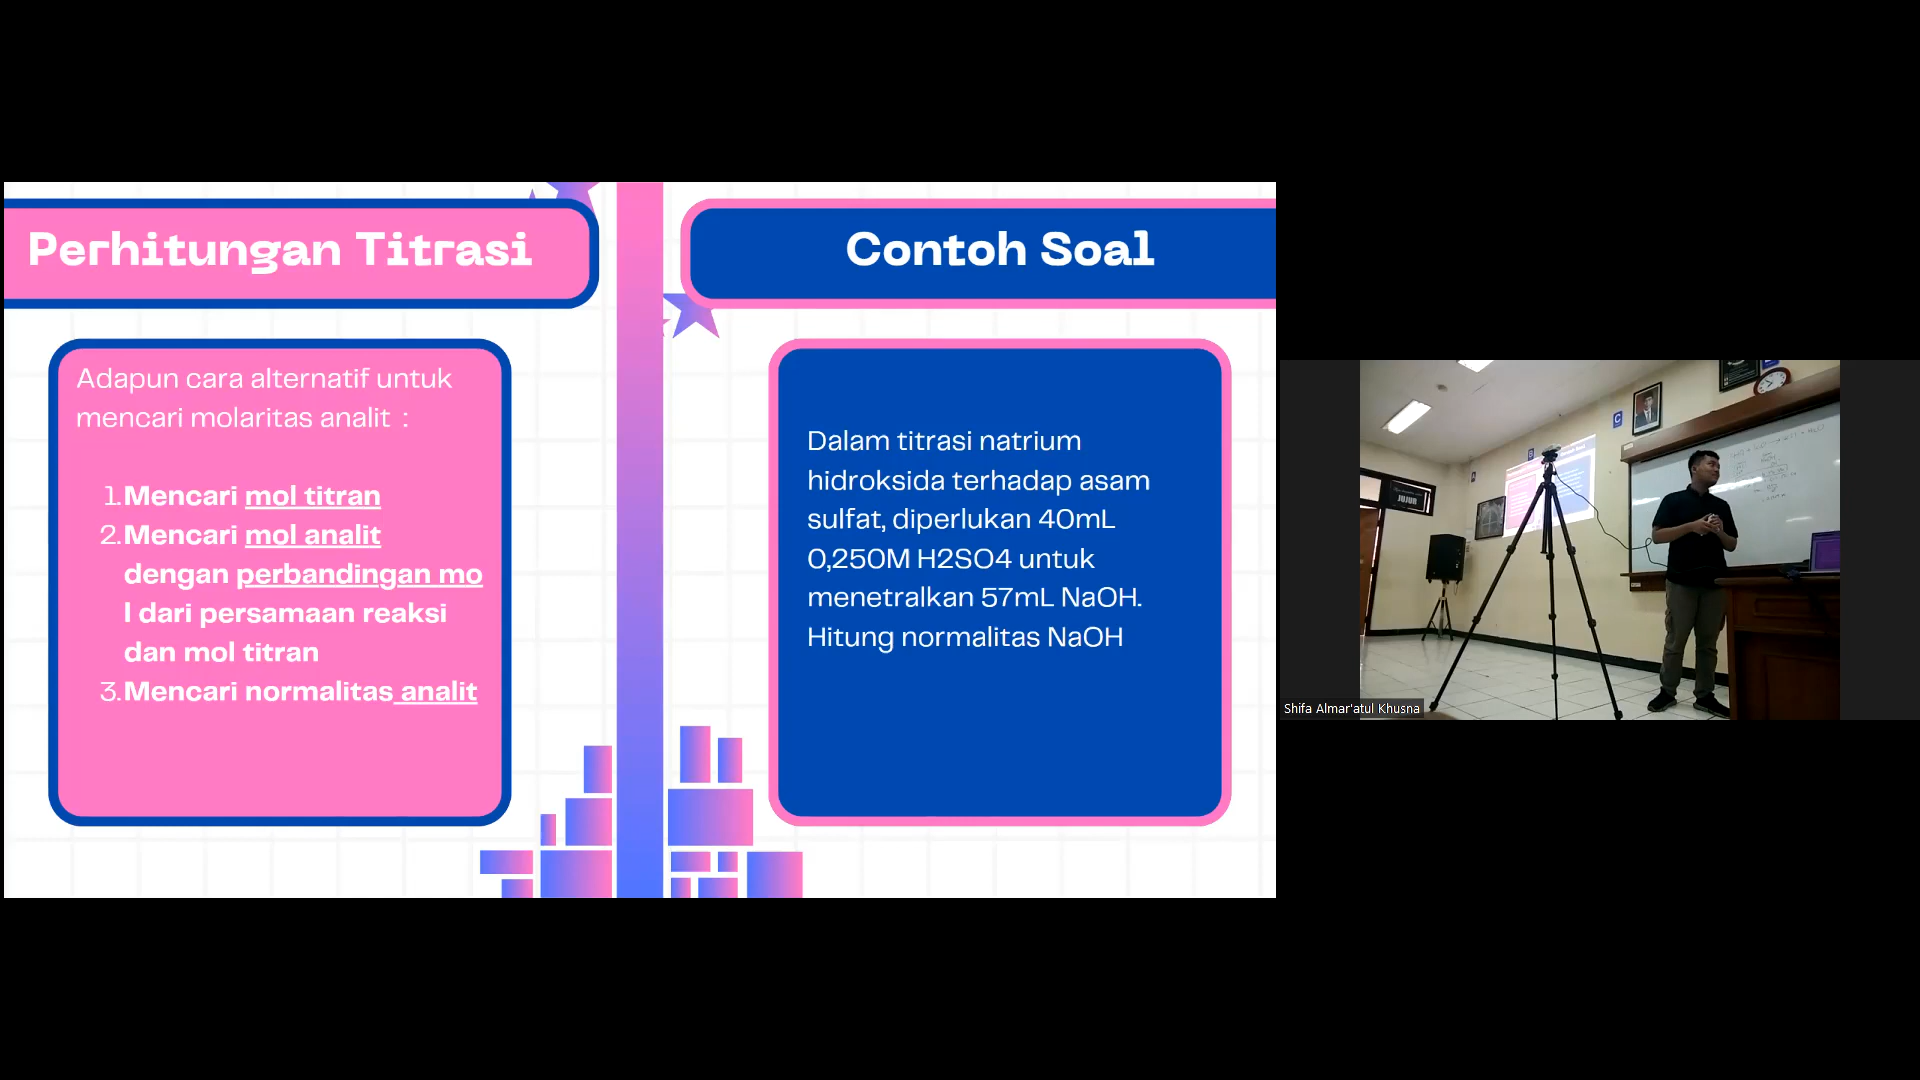 Perhitungan Titrasi
Adapun cara alternatif untuk
mencari molaritas analit :
1.Mencari mol titran
2.Mencari mol analit
dengan perbandingan mo
l dari persamaan reaksi
dan mol titran
3.Mencari normalitas analit
Contoh Soal
Dalam titrasi natrium
hidroksida terhadap asam
sulfat, diperlukan 40mL
0,250M H2SO4 untuk
menetralkan 57mL NaOH.
Hitung normalitas NaOH
JUJUR
C
Shifa Almar'atul Khusna